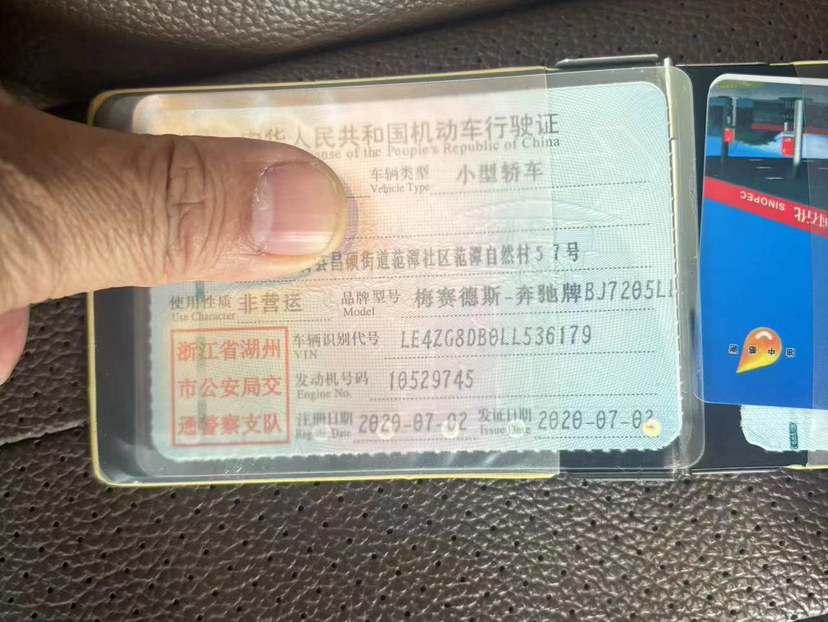 中华人民共和国机动车行驶证
ense of the People's Republic of China
车辆类型 小型轿车
Vehicle Type
县昌硕街道范潭社区范潭自然村57号
使用性质 非营运 品牌型号 梅赛德斯-奔驰牌BJ7205LL
Use Character Model
浙江省湖州
市公安局交
通警察支队
车辆识别代号 LE4ZG8DB0LL536179
VIN
发动机号码 10529745
Engine No.
注册日期 2020-07-02 发证日期 2020-07-02
Register Date Issue Date
SINOPEC
石化